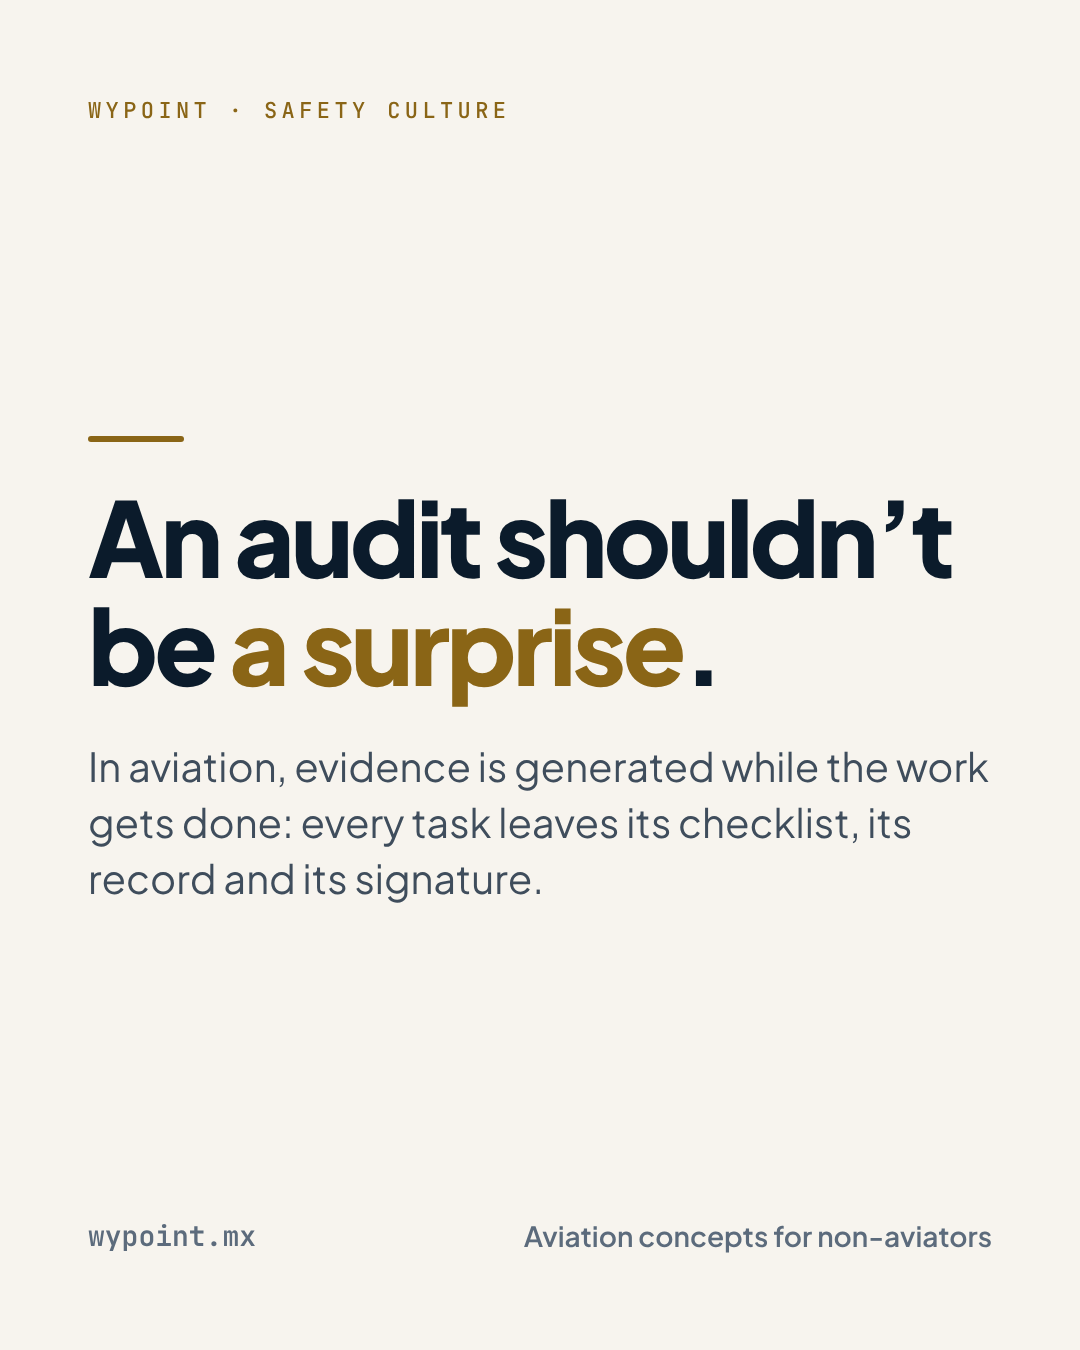 WYPOINT · SAFETY CULTURE
An audit shouldn’t
be a surprise.
In aviation, evidence is generated while the work
gets done: every task leaves its checklist, its
record and its signature.
wypoint.mx
Aviation concepts for non-aviators